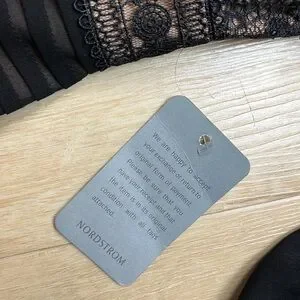 We are happy to accept
your exchange or return to
original form of payment.
Please be sure that you
have your receipt and that
the item is in its original
condition with all tags
attached.
NORDSTROM